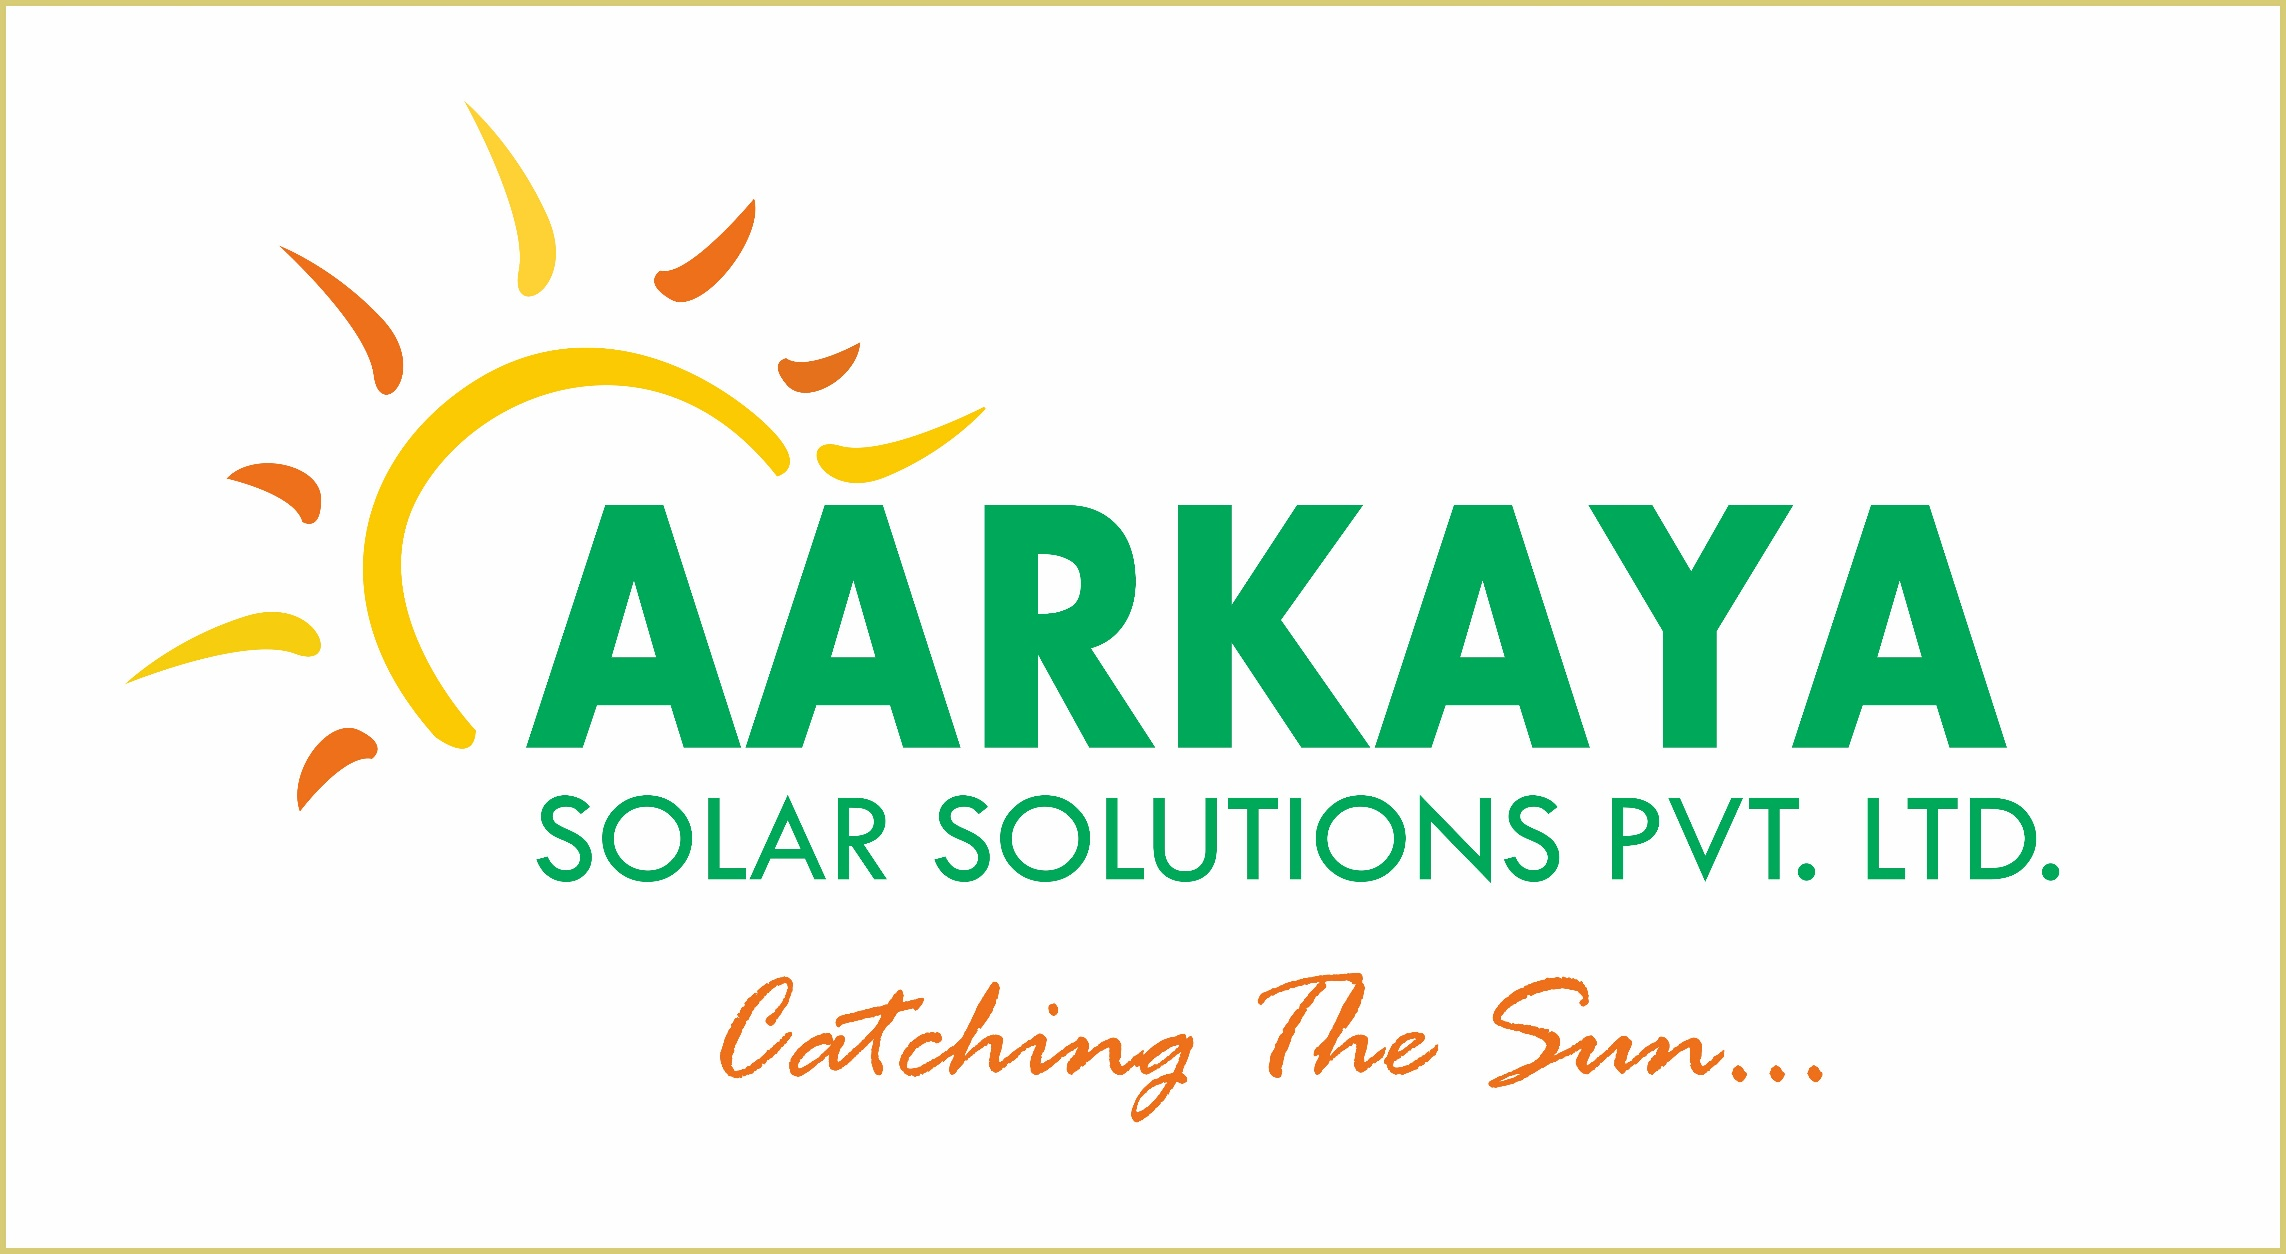 AARKAYA
SOLAR SOLUTIONS PVT. LTD.
Catching The Sun...